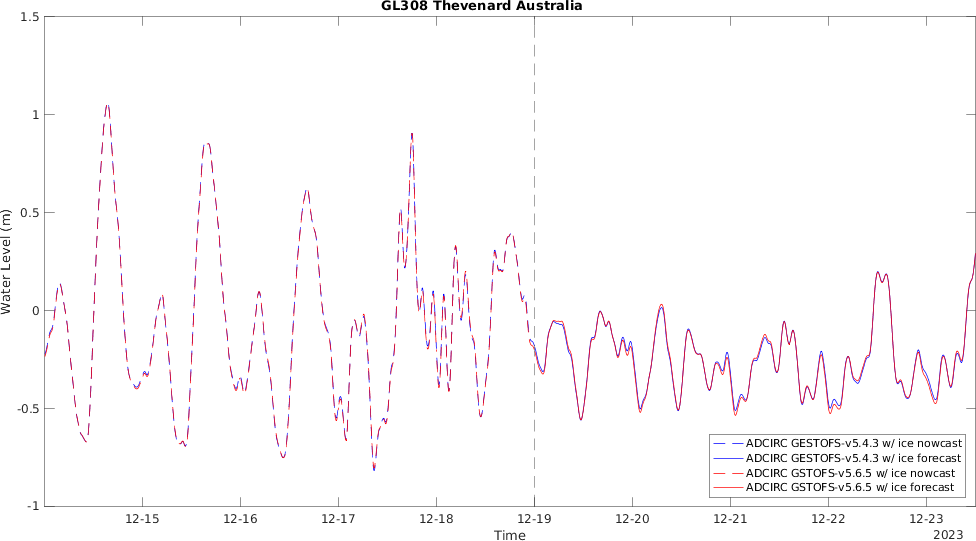 GL308 Thevenard Australia
1.5
1
0.5
0
-0.5
-1
Water Level (m)
12-15 12-16 12-17 12-18 12-19 12-20 12-21 12-22 12-23
Time
2023
ADCIRC GESTOFS-v5.4.3 w/ ice nowcast
ADCIRC GESTOFS-v5.4.3 w/ ice forecast
ADCIRC GSTOFS-v5.6.5 w/ ice nowcast
ADCIRC GSTOFS-v5.6.5 w/ ice forecast